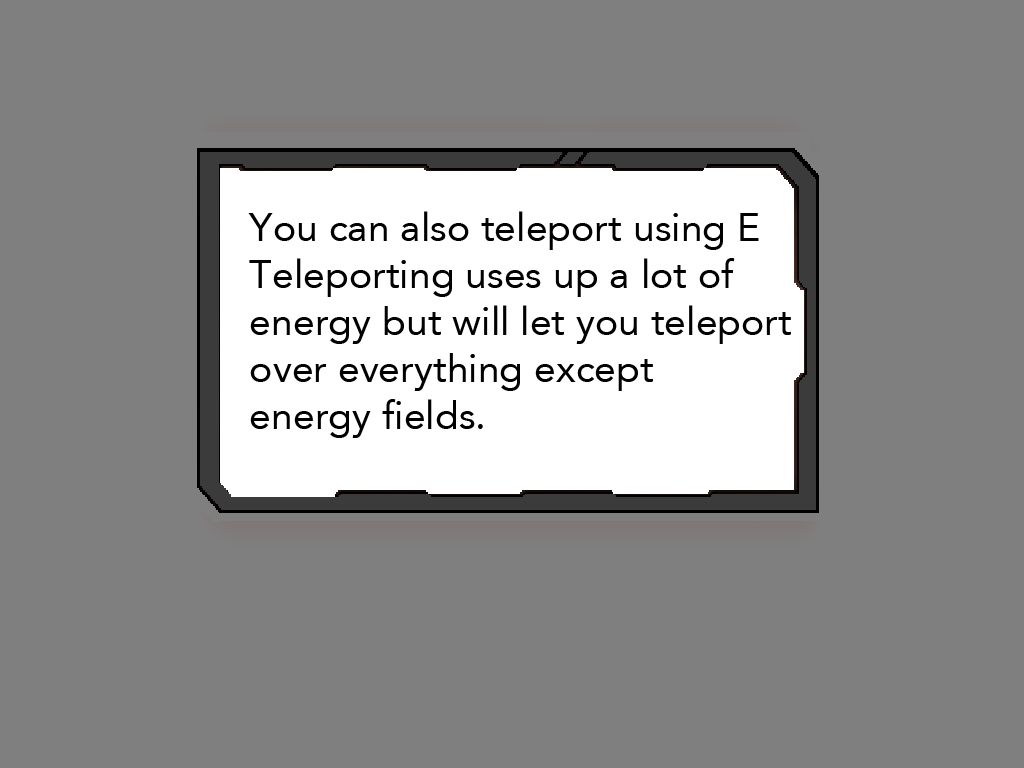 You can also teleport using E
Teleporting uses up a lot of
energy but will let you teleport
over everything except
energy fields.